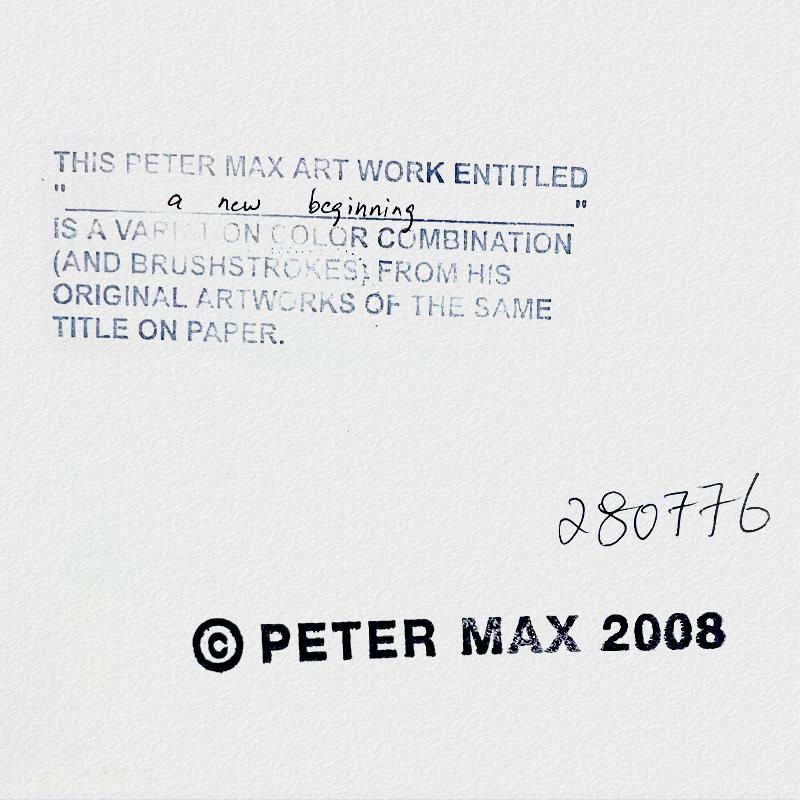 THIS PETER MAX ART WORK ENTITLED
" a new beginning "
IS A VARIATION ON COLOR COMBINATION
(AND BRUSHSTROKES) FROM HIS
ORIGINAL ARTWORKS OF THE SAME
TITLE ON PAPER.
280776
© PETER MAX 2008